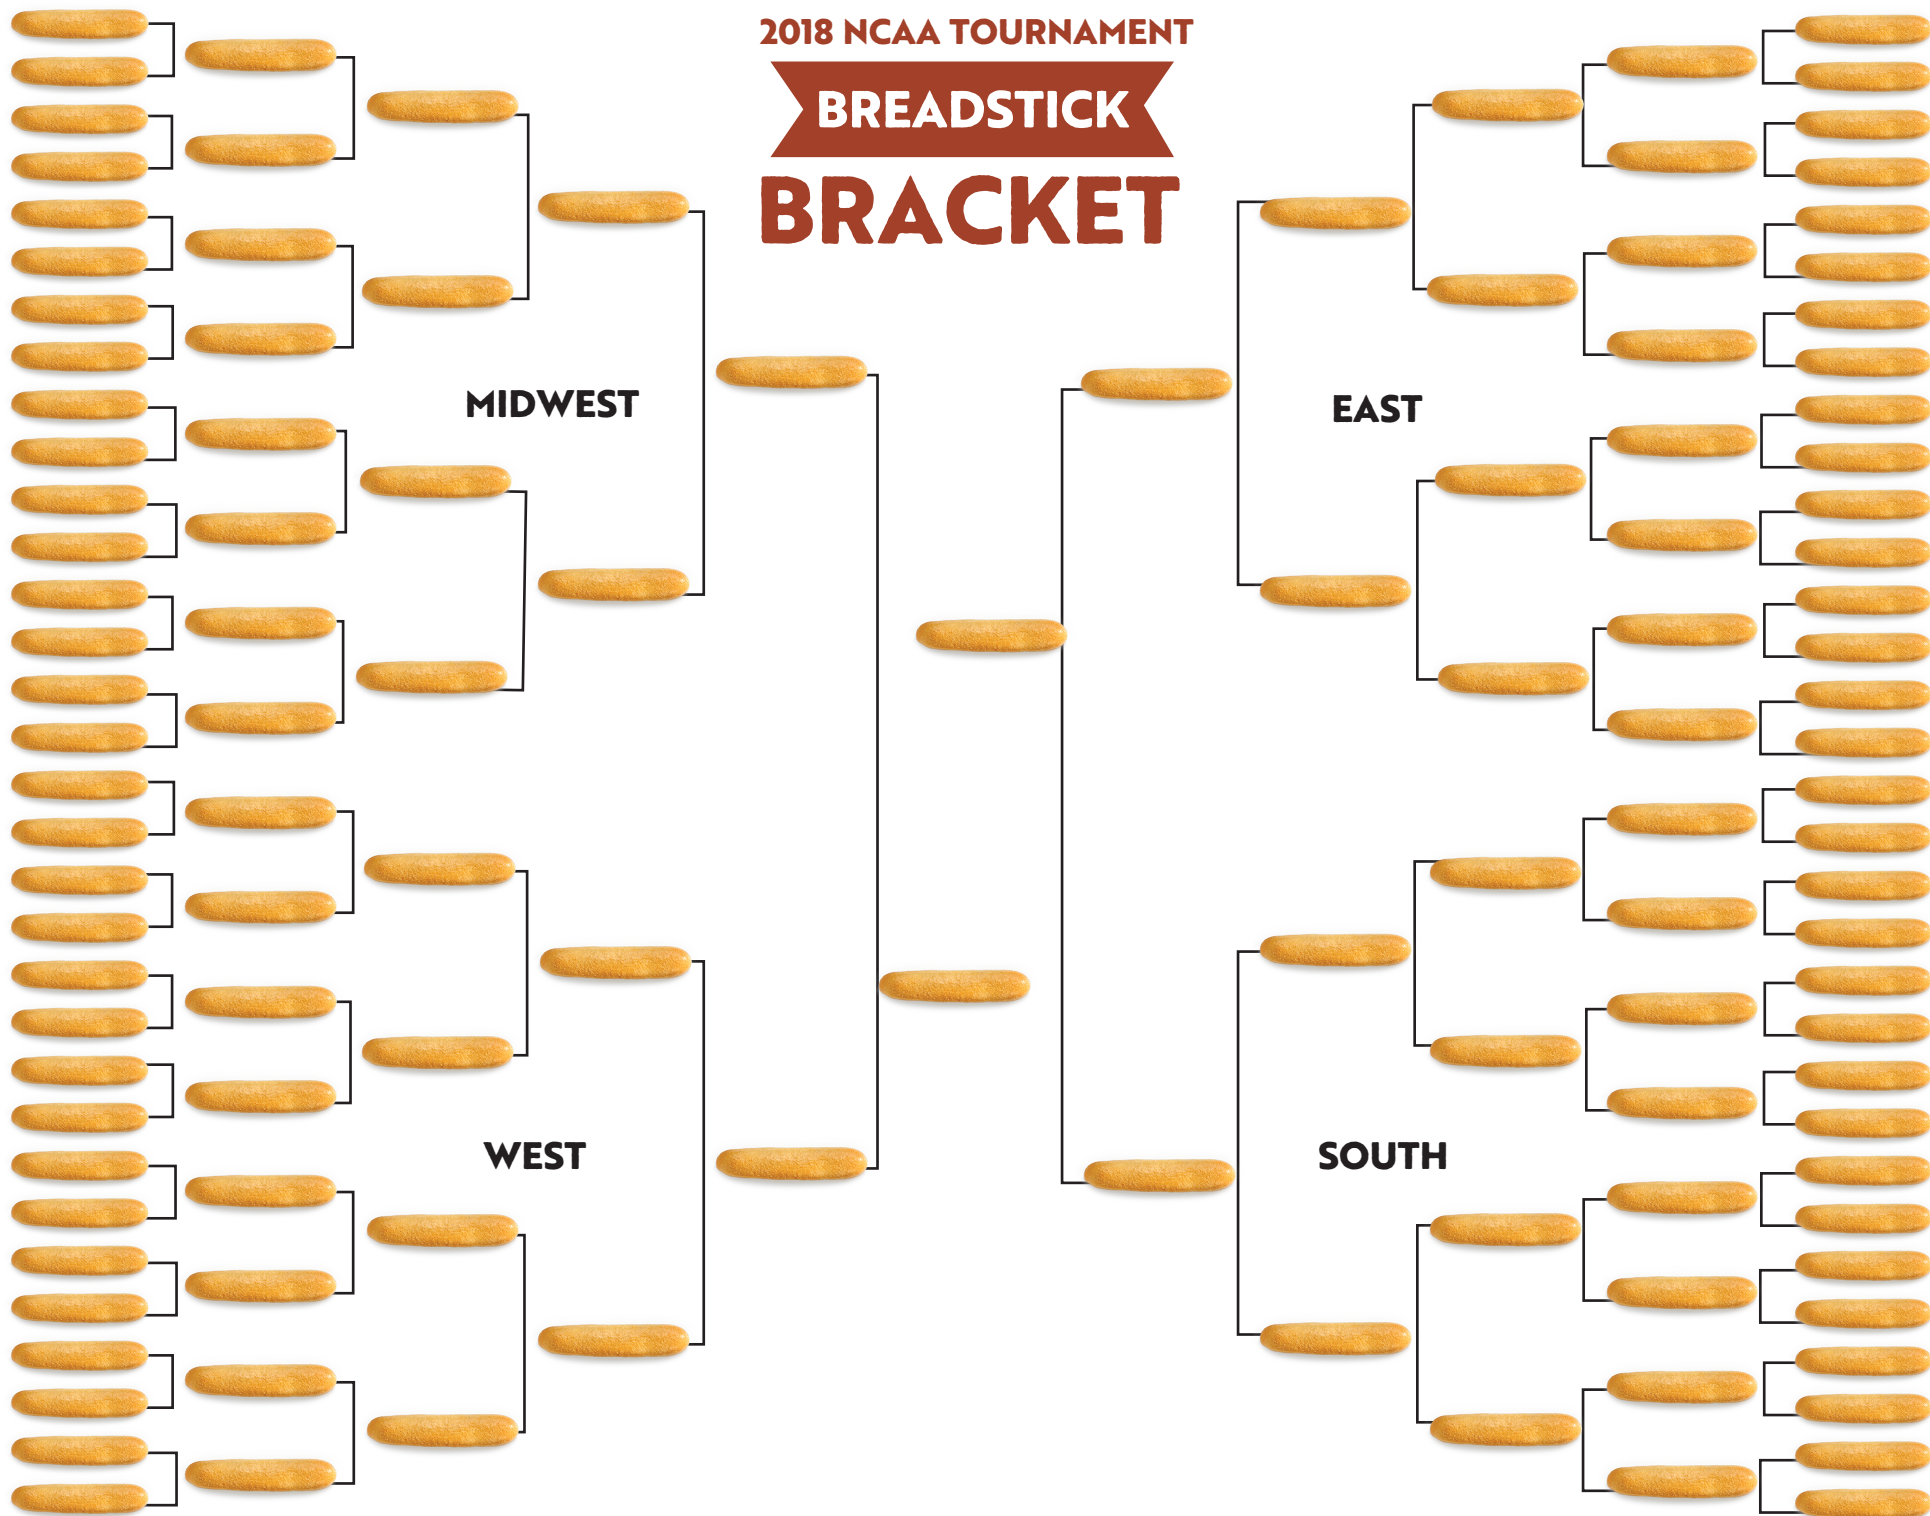 2018 NCAA TOURNAMENT
BREADSTICK
BRACKET
MIDWEST
EAST
WEST
SOUTH